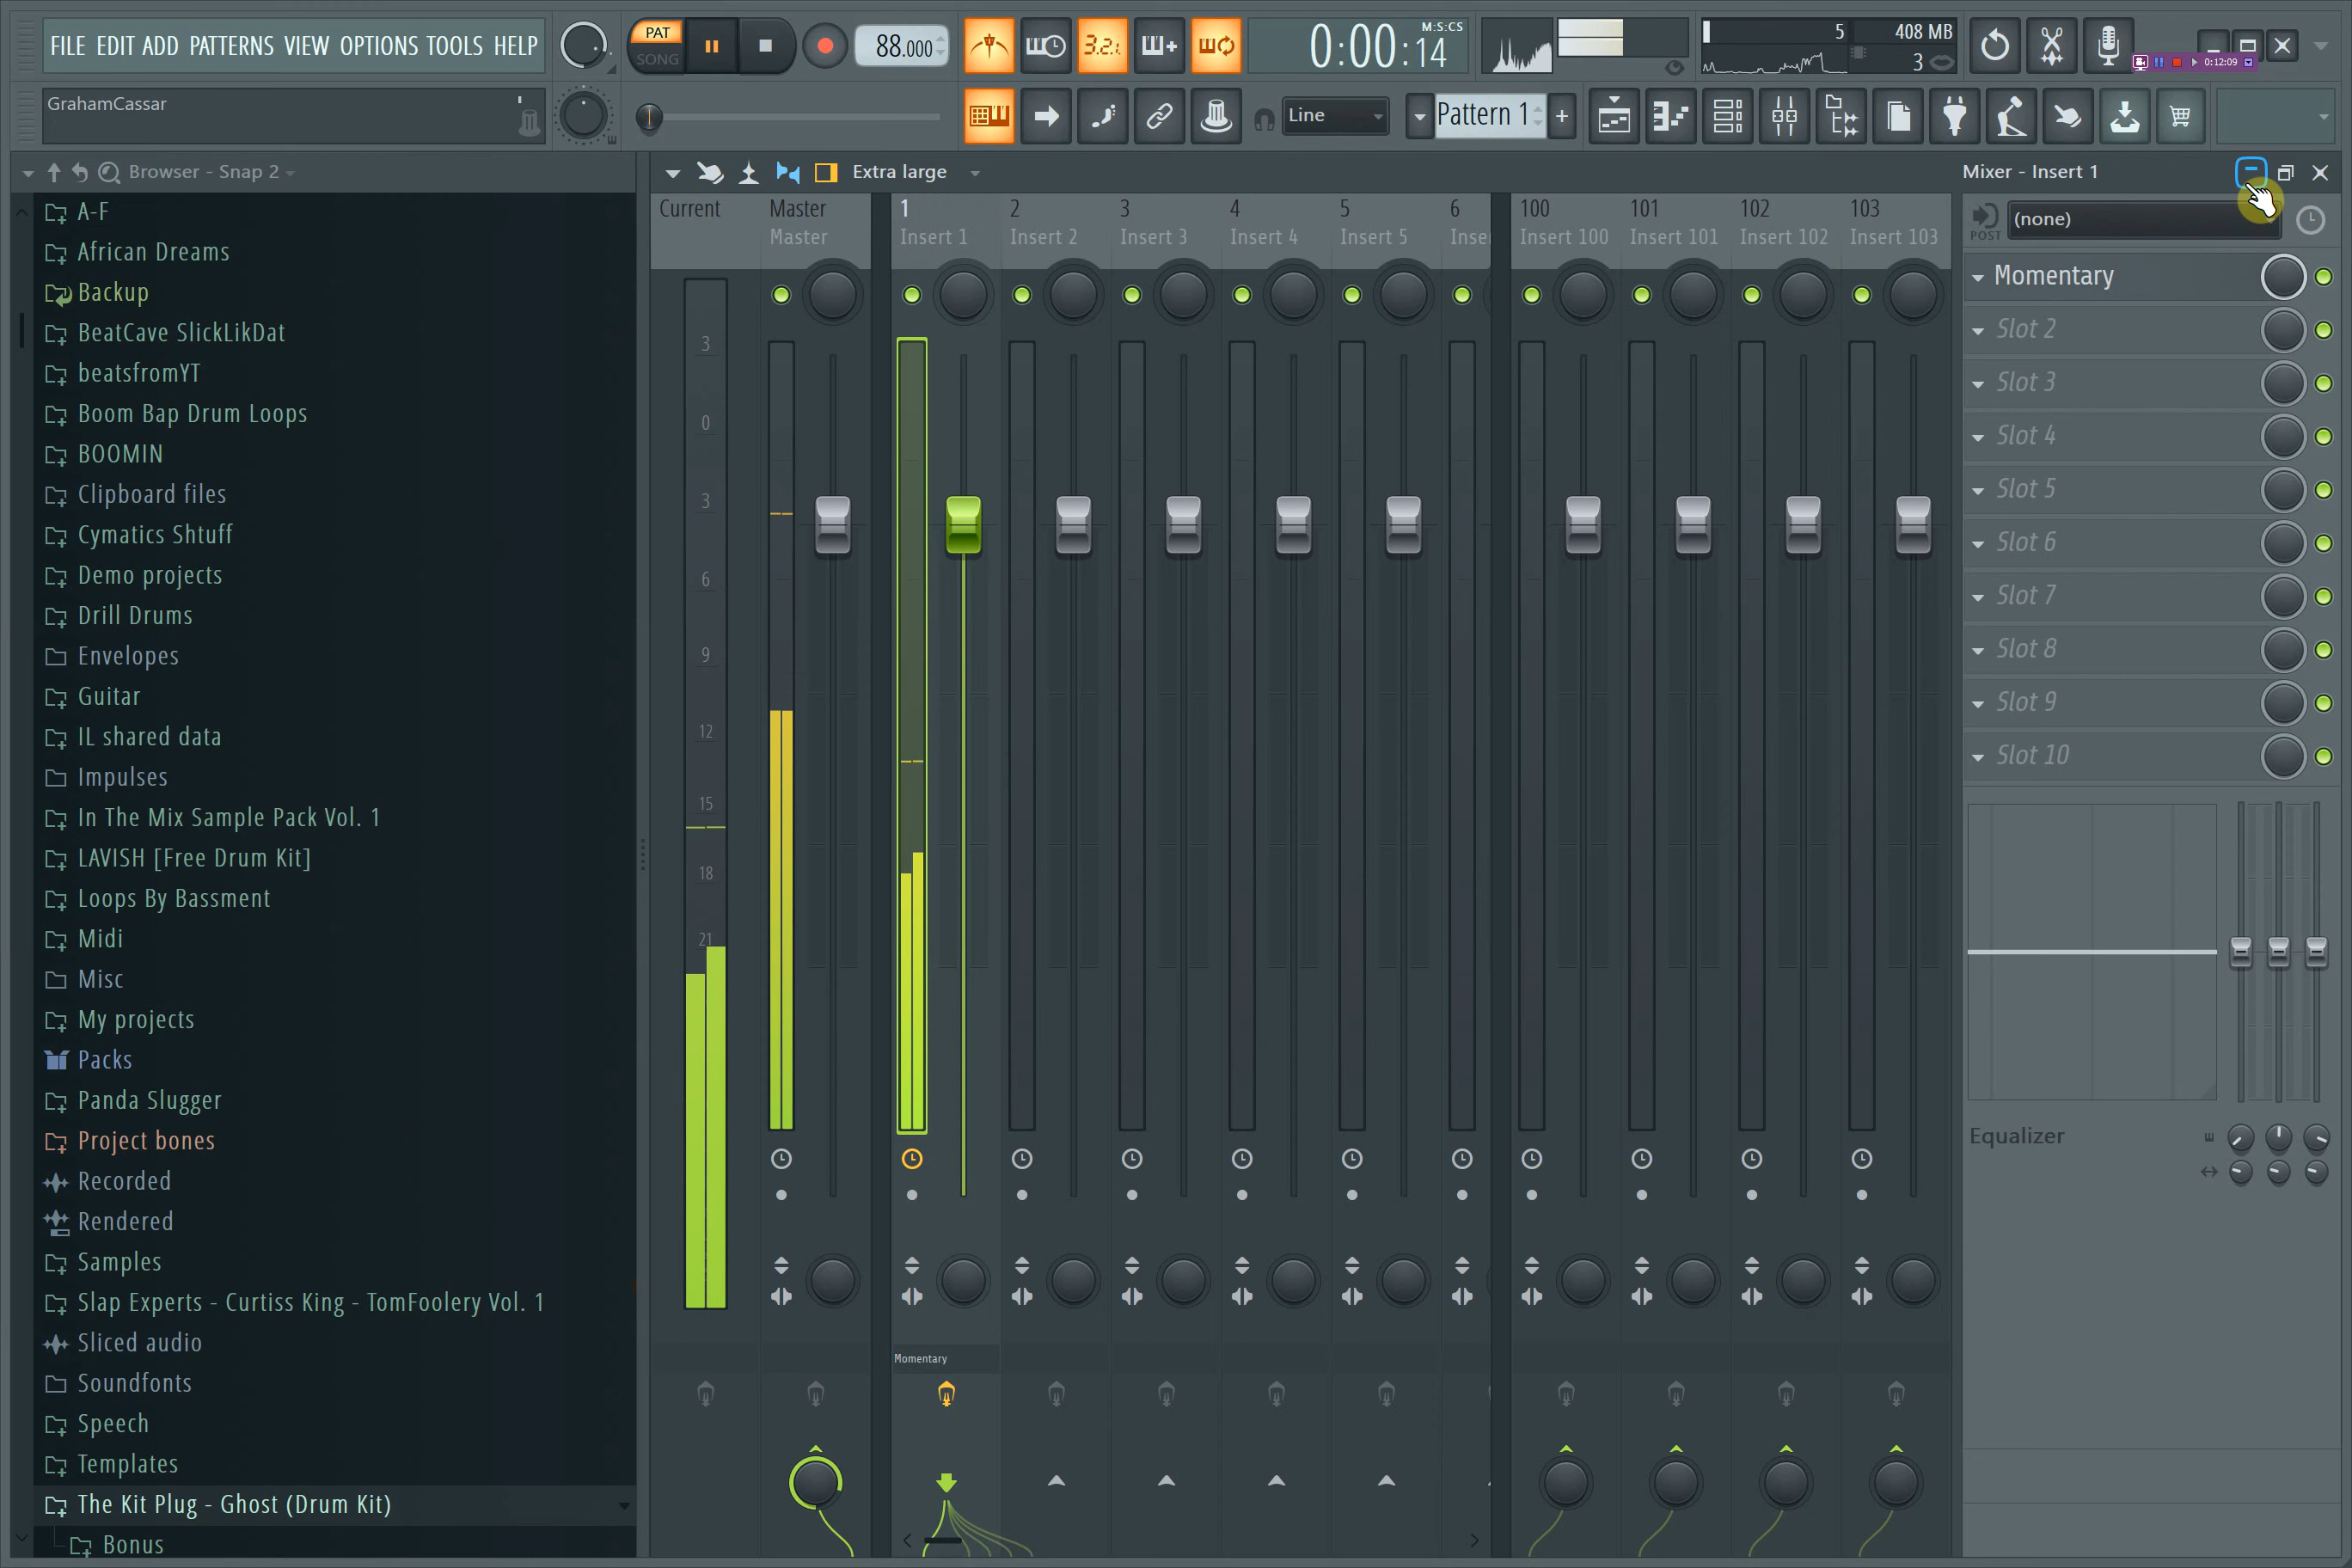 FILE EDIT ADD PATTERNS VIEW OPTIONS TOOLS HELP
PAT
SONG
88.000
3.2.1.
M:S:CS
0:00:14
5
408 MB
3
0:12:09
GrahamCassar
Line
Pattern 1
Browser - Snap 2
Extra large
Mixer - Insert 1
A-F
African Dreams
Backup
BeatCave SlickLikDat
beatsfromYT
Boom Bap Drum Loops
BOOMIN
Clipboard files
Cymatics Shtuff
Demo projects
Drill Drums
Envelopes
Guitar
IL shared data
Impulses
In The Mix Sample Pack Vol. 1
LAVISH [Free Drum Kit]
Loops By Bassment
Midi
Misc
My projects
Packs
Panda Slugger
Project bones
Recorded
Rendered
Samples
Slap Experts - Curtiss King - TomFoolery Vol. 1
Sliced audio
Soundfonts
Speech
Templates
The Kit Plug - Ghost (Drum Kit)
Bonus
Current
Master
1
2
3
4
5
6
100
101
102
103
Master
Insert 1
Insert 2
Insert 3
Insert 4
Insert 5
Inse
Insert 100
Insert 101
Insert 102
Insert 103
3
0
3
6
9
12
15
18
21
Momentary
POST
(none)
Momentary
Slot 2
Slot 3
Slot 4
Slot 5
Slot 6
Slot 7
Slot 8
Slot 9
Slot 10
Equalizer